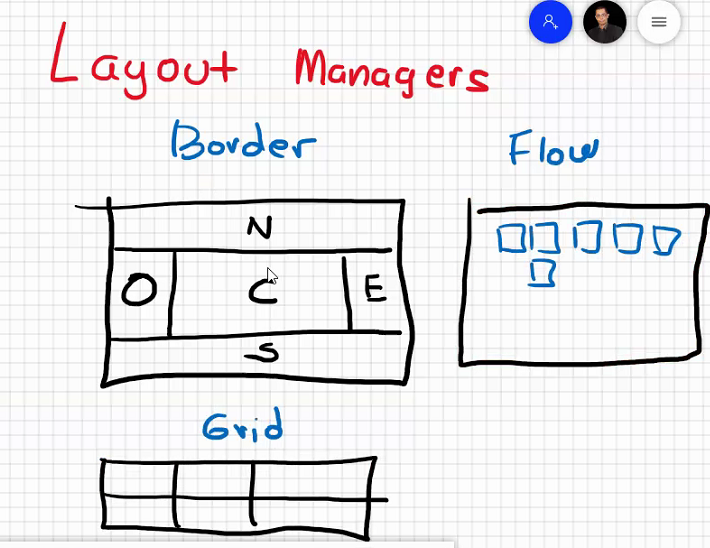 Layout Managers
Border
Flow
N
O C E
S
Grid